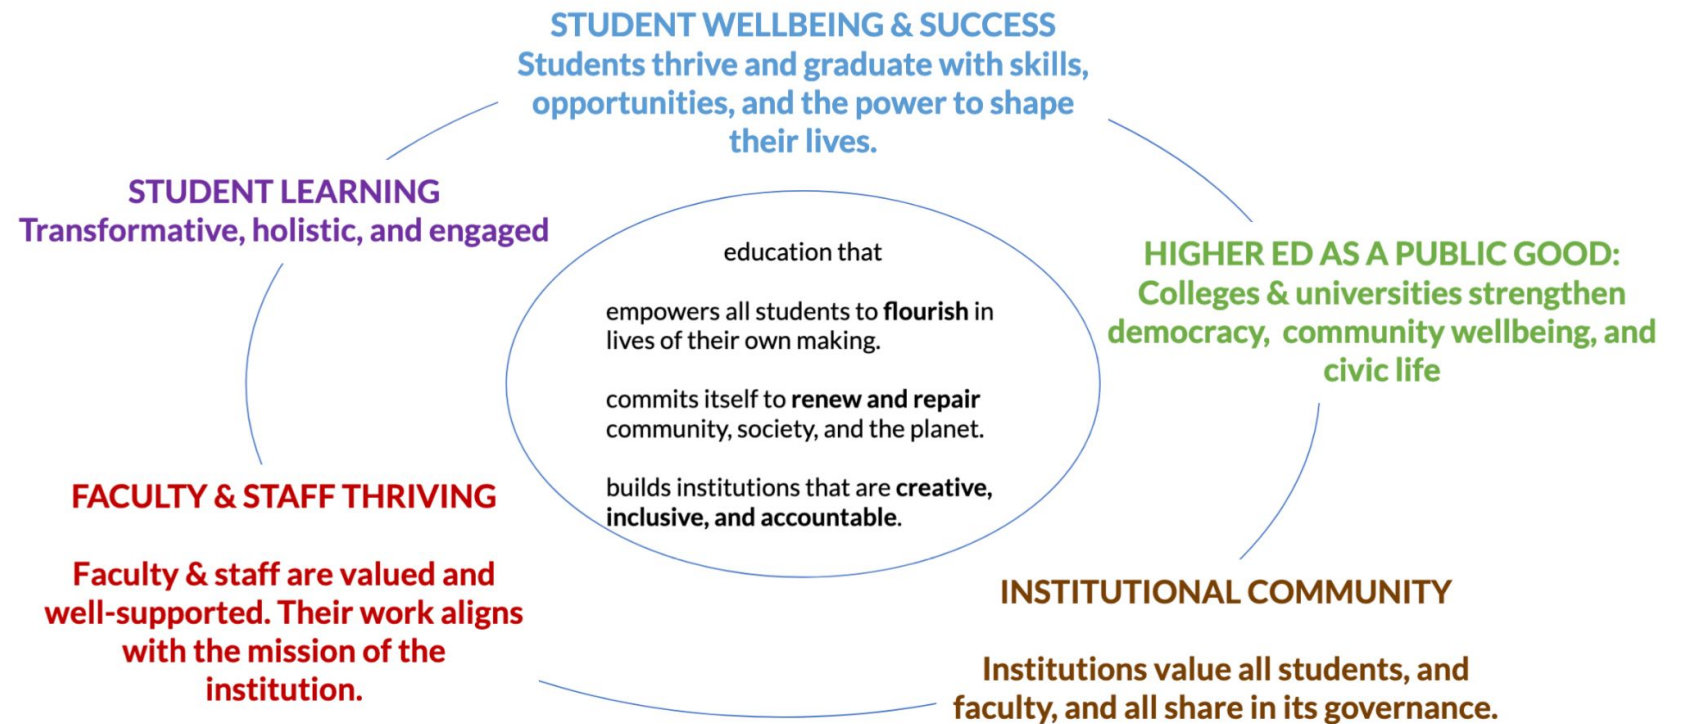 STUDENT WELLBEING & SUCCESS
Students thrive and graduate with skills,
opportunities, and the power to shape
their lives.
STUDENT LEARNING
Transformative, holistic, and engaged
education that
empowers all students to flourish in
lives of their own making.
commits itself to renew and repair
community, society, and the planet.
builds institutions that are creative,
inclusive, and accountable.
HIGHER ED AS A PUBLIC GOOD:
Colleges & universities strengthen
democracy, community wellbeing, and
civic life
FACULTY & STAFF THRIVING
Faculty & staff are valued and
well-supported. Their work aligns
with the mission of the
institution.
INSTITUTIONAL COMMUNITY
Institutions value all students, and
faculty, and all share in its governance.